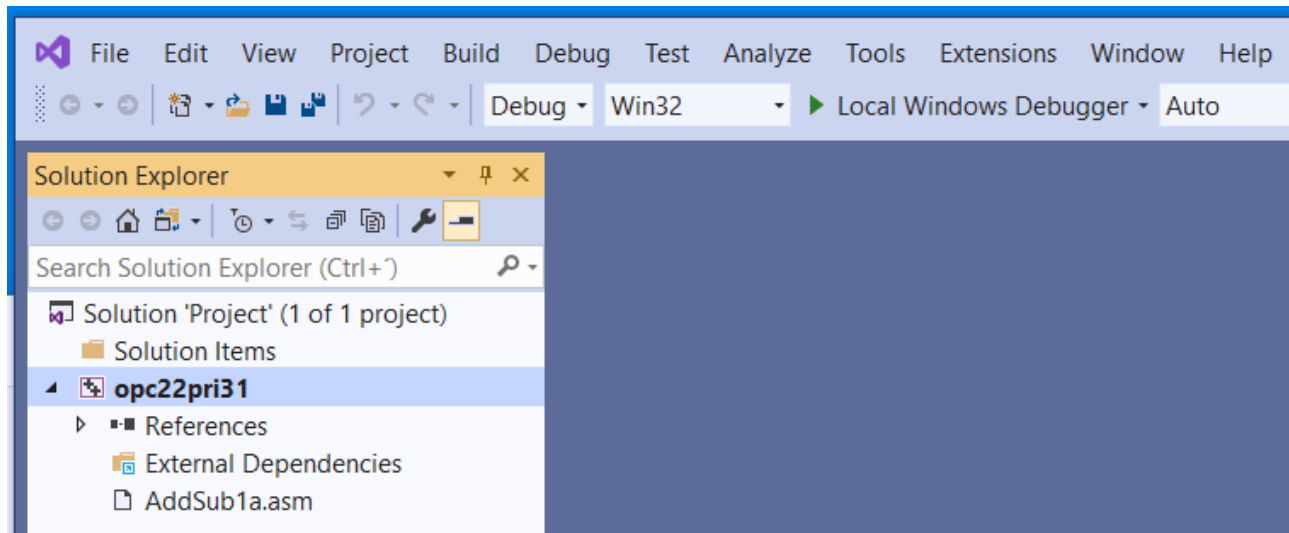 File Edit View Project Build Debug Test Analyze Tools Extensions Window Help
Debug Win32 Local Windows Debugger Auto
Solution Explorer
Search Solution Explorer (Ctrl+´)
Solution 'Project' (1 of 1 project)
Solution Items
opc22pri31
References
External Dependencies
AddSub1a.asm